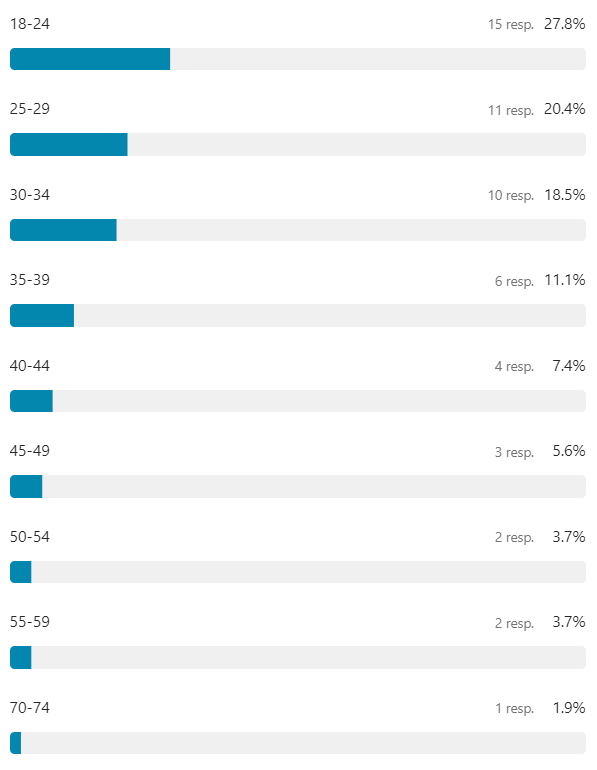 18-24 15 resp. 27.8%
25-29 11 resp. 20.4%
30-34 10 resp. 18.5%
35-39 6 resp. 11.1%
40-44 4 resp. 7.4%
45-49 3 resp. 5.6%
50-54 2 resp. 3.7%
55-59 2 resp. 3.7%
70-74 1 resp. 1.9%